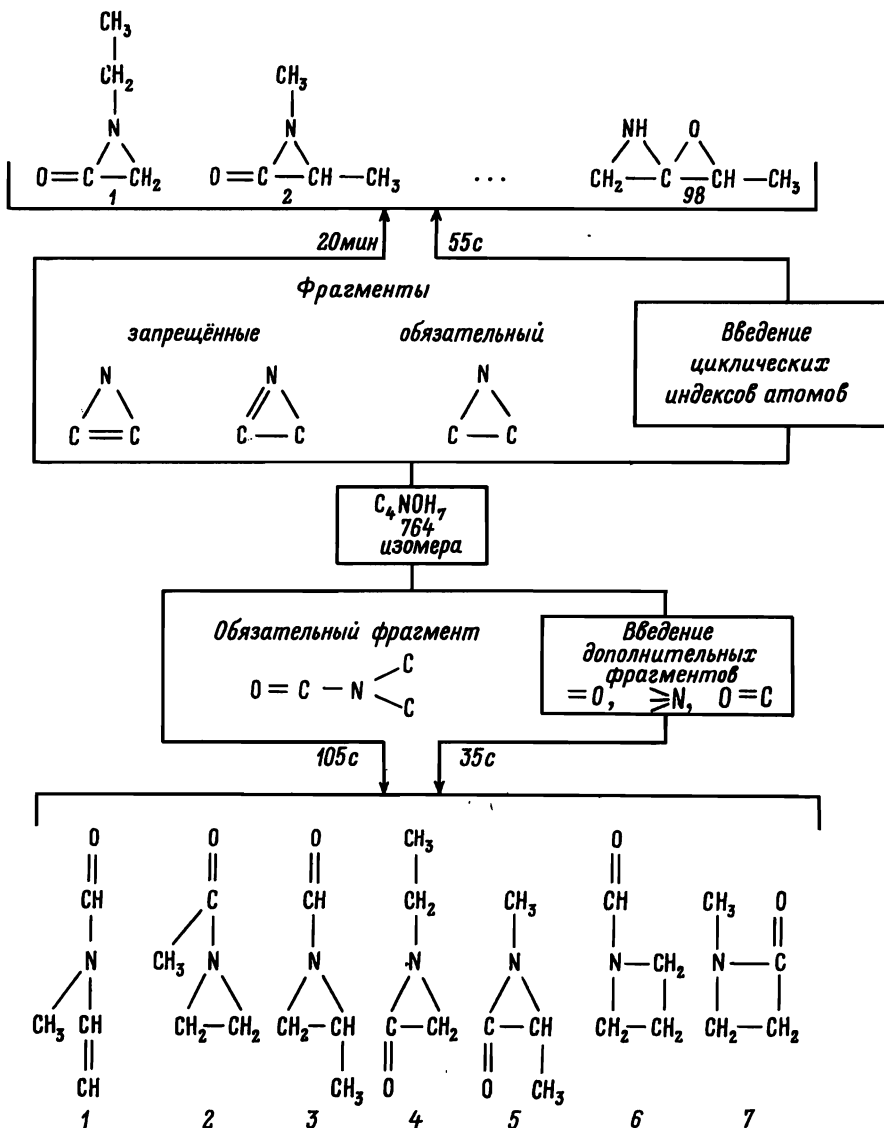 CH₃
CH₂
CH₃
N
N
NH
O
O=C—CH₂
O=C—CH—CH₃
...
CH₂—C—CH—CH₃
1
2
98
20мин
55с
Фрагменты
запрещённые
обязательный
Введение
циклических
индексов атомов
N
N
N
C=C
C—C
C—C
C₄NOH₇
764
изомера
Обязательный фрагмент
Введение
дополнительных
фрагментов
=O, ⩾N, O=C
C
O=C—N
C
105с
35с
O
O
O
CH₃
O
CH
C
CH
CH₂
CH₃
CH
CH₃
O
N
CH₃
N
N
N
N
N—CH₂
N—C
CH₃
CH
CH₂—CH₂
CH₂—CH
C—CH₂
C—CH
CH₂—CH₂
CH₂—CH₂
CH
CH₃
O
O
CH₃
1
2
3
4
5
6
7